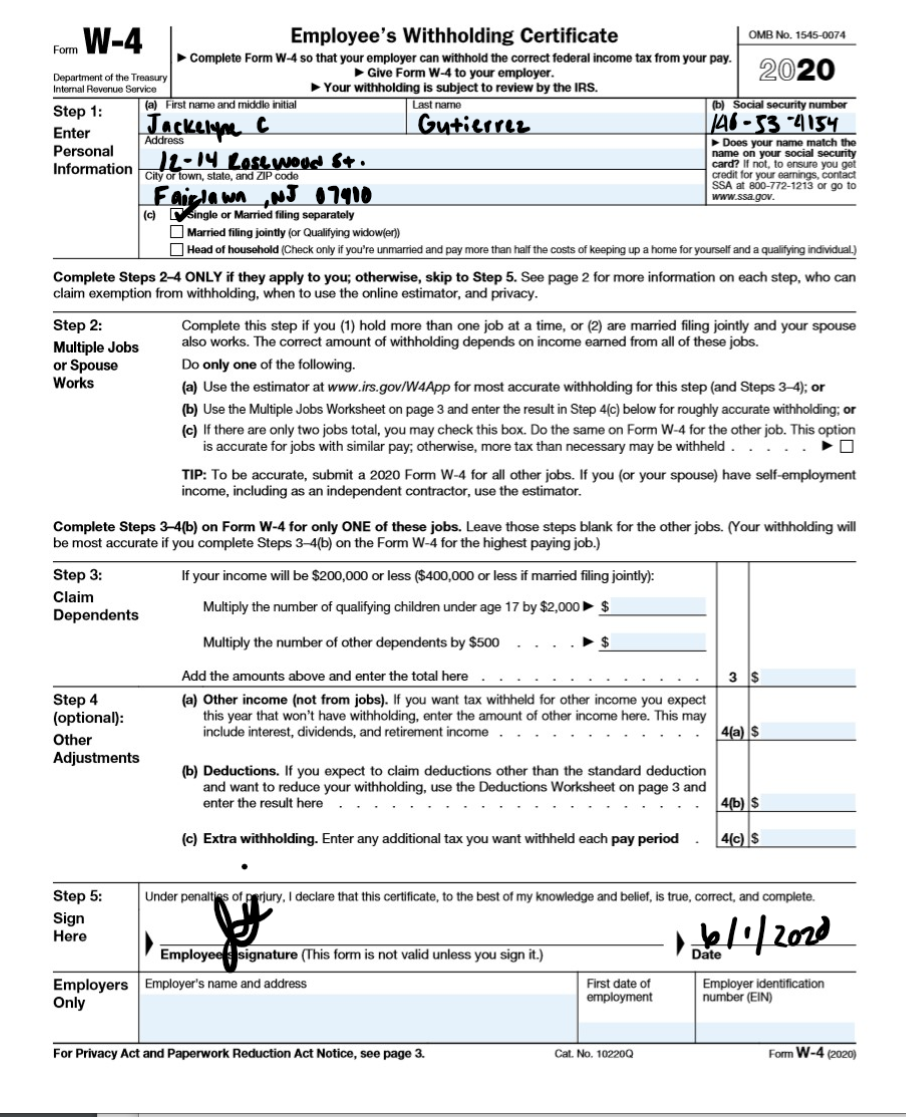 Form W-4
Department of the Treasury
Internal Revenue Service
Employee's Withholding Certificate
▶ Complete Form W-4 so that your employer can withhold the correct federal income tax from your pay.
▶ Give Form W-4 to your employer.
▶ Your withholding is subject to review by the IRS.
OMB No. 1545-0074
2020
Step 1:
Enter
Personal
Information
(a) First name and middle initial
Jackelyne C
Last name
Gutierrez
(b) Social security number
Address
12-14 Rosewood St.
City or town, state, and ZIP code
Fairlawn, NJ 07410
▶ Does your name match the
name on your social security
card? If not, to ensure you get
credit for your earnings, contact
SSA at 800-772-1213 or go to
www.ssa.gov.
(c) Single or Married filing separately
Married filing jointly (or Qualifying widow(er))
Head of household (Check only if you're unmarried and pay more than half the costs of keeping up a home for yourself and a qualifying individual.)
Complete Steps 2–4 ONLY if they apply to you; otherwise, skip to Step 5. See page 2 for more information on each step, who can
claim exemption from withholding, when to use the online estimator, and privacy.
Step 2:
Multiple Jobs
or Spouse
Works
Complete this step if you (1) hold more than one job at a time, or (2) are married filing jointly and your spouse
also works. The correct amount of withholding depends on income earned from all of these jobs.
Do only one of the following.
(a) Use the estimator at www.irs.gov/W4App for most accurate withholding for this step (and Steps 3–4); or
(b) Use the Multiple Jobs Worksheet on page 3 and enter the result in Step 4(c) below for roughly accurate withholding; or
(c) If there are only two jobs total, you may check this box. Do the same on Form W-4 for the other job. This option
is accurate for jobs with similar pay; otherwise, more tax than necessary may be withheld . . . . . ▶
TIP: To be accurate, submit a 2020 Form W-4 for all other jobs. If you (or your spouse) have self-employment
income, including as an independent contractor, use the estimator.
Complete Steps 3–4(b) on Form W-4 for only ONE of these jobs. Leave those steps blank for the other jobs. (Your withholding will
be most accurate if you complete Steps 3–4(b) on the Form W-4 for the highest paying job.)
Step 3:
Claim
Dependents
If your income will be $200,000 or less ($400,000 or less if married filing jointly):
Multiply the number of qualifying children under age 17 by $2,000 ▶ $
Multiply the number of other dependents by $500 . . . . ▶ $
Add the amounts above and enter the total here . . . . . . . . . . . . . 3 $
Step 4
(optional):
Other
Adjustments
(a) Other income (not from jobs). If you want tax withheld for other income you expect
this year that won't have withholding, enter the amount of other income here. This may
include interest, dividends, and retirement income . . . . . . . . . . . . 4(a) $
(b) Deductions. If you expect to claim deductions other than the standard deduction
and want to reduce your withholding, use the Deductions Worksheet on page 3 and
enter the result here . . . . . . . . . . . . . . . . . . . . . 4(b) $
(c) Extra withholding. Enter any additional tax you want withheld each pay period . 4(c) $
Step 5:
Sign
Here
Under penalties of perjury, I declare that this certificate, to the best of my knowledge and belief, is true, correct, and complete.
6/1/2020
Employee's signature (This form is not valid unless you sign it.)
Date
Employers
Only
Employer's name and address
First date of
employment
Employer identification
number (EIN)
For Privacy Act and Paperwork Reduction Act Notice, see page 3.
Cat. No. 10220Q
Form W-4 (2020)